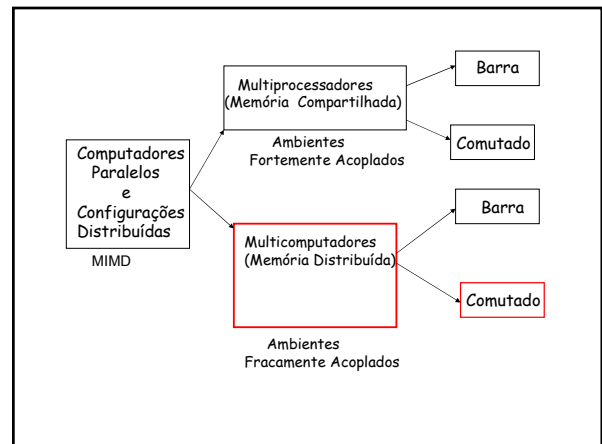 Computadores
Paralelos
e
Configurações
Distribuídas
MIMD
Multiprocessadores
(Memória Compartilhada)
Ambientes
Fortemente Acoplados
Barra
Comutado
Multicomputadores
(Memória Distribuída)
Ambientes
Fracamente Acoplados
Barra
Comutado